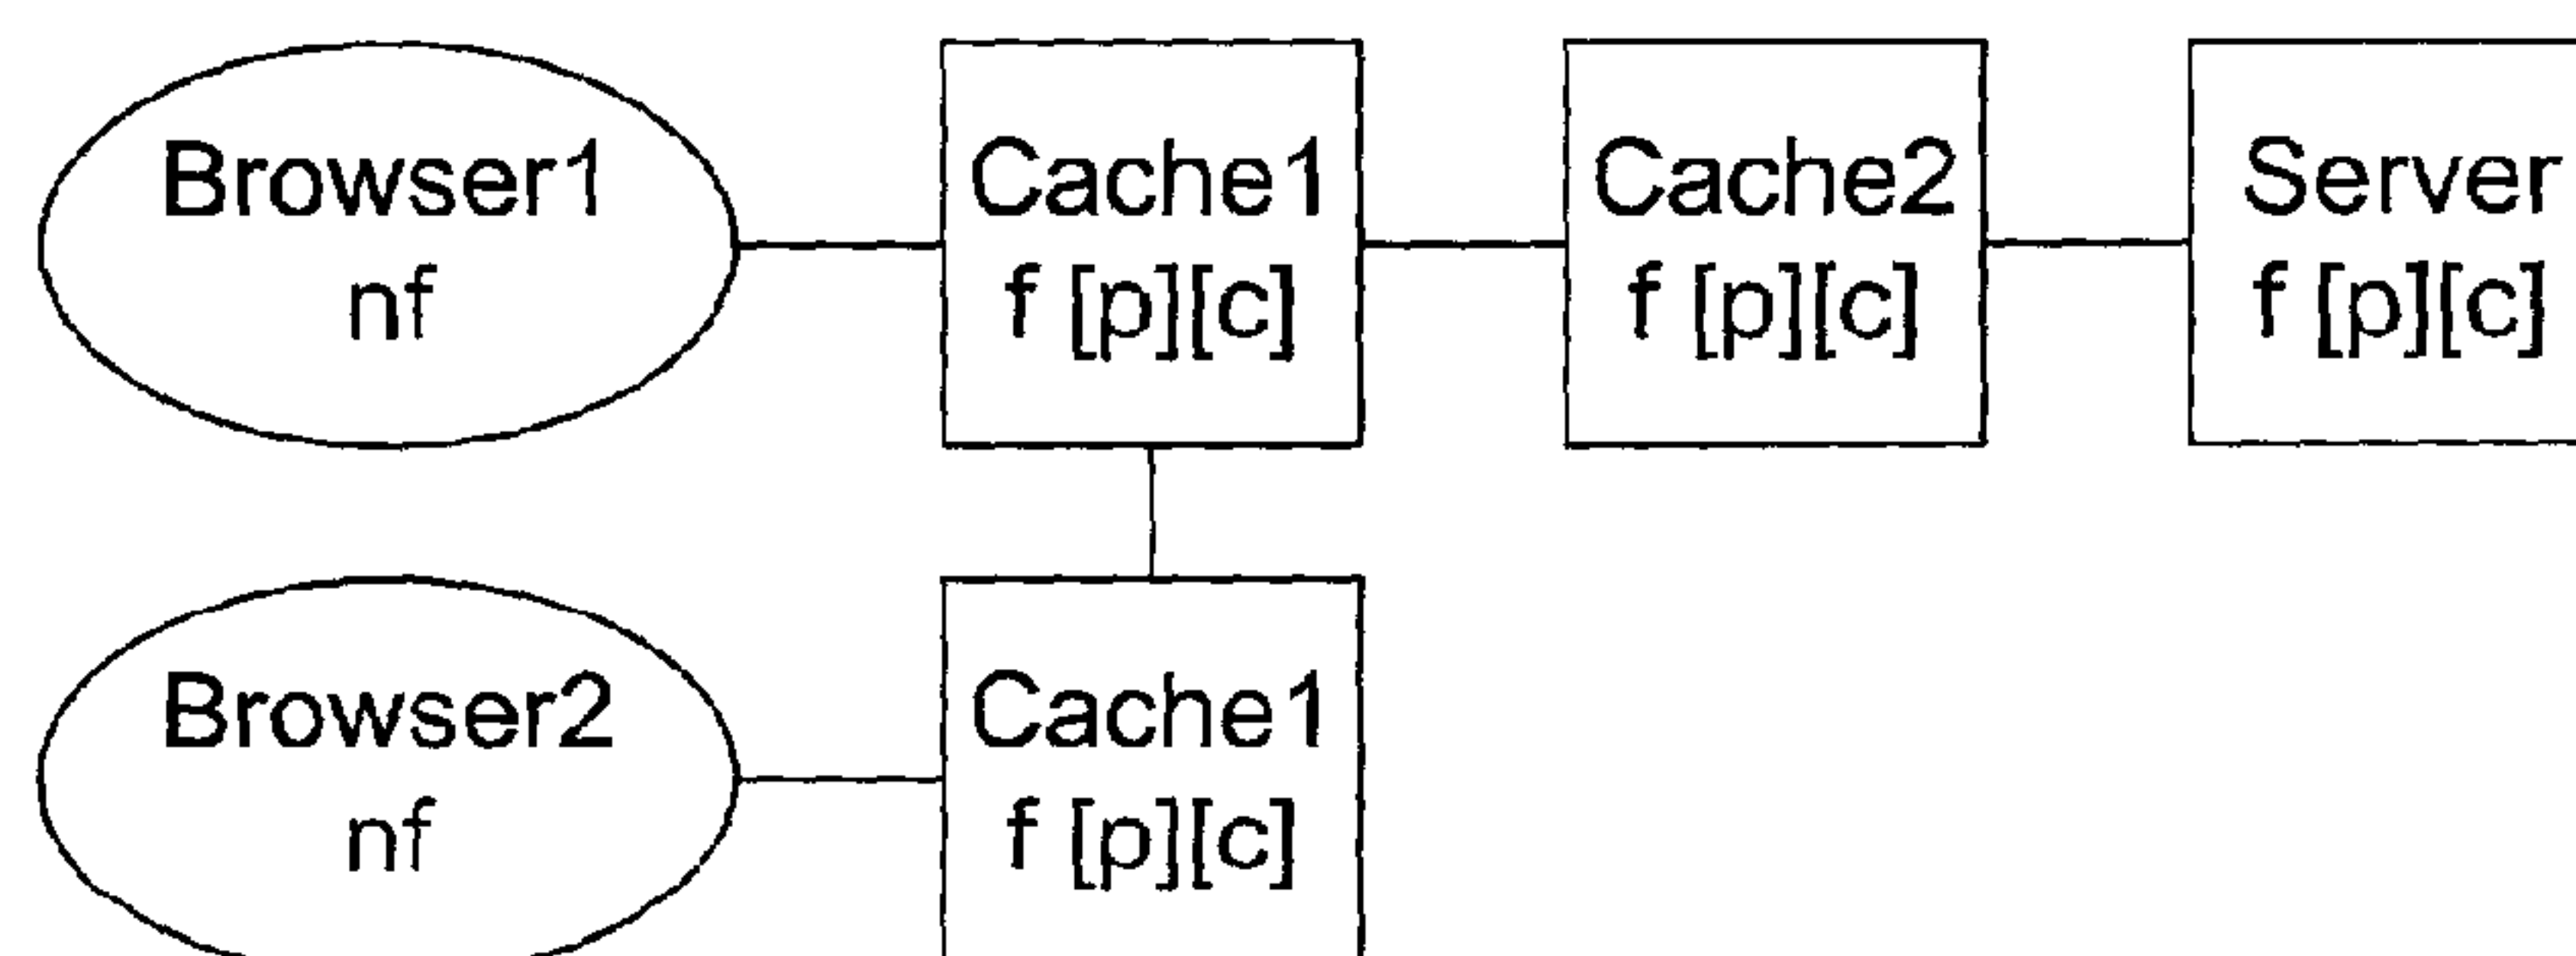 Browser1
nf
Cache1
f [p][c]
Cache2
f [p][c]
Server
f [p][c]
Browser2
nf
Cache1
f [p][c]